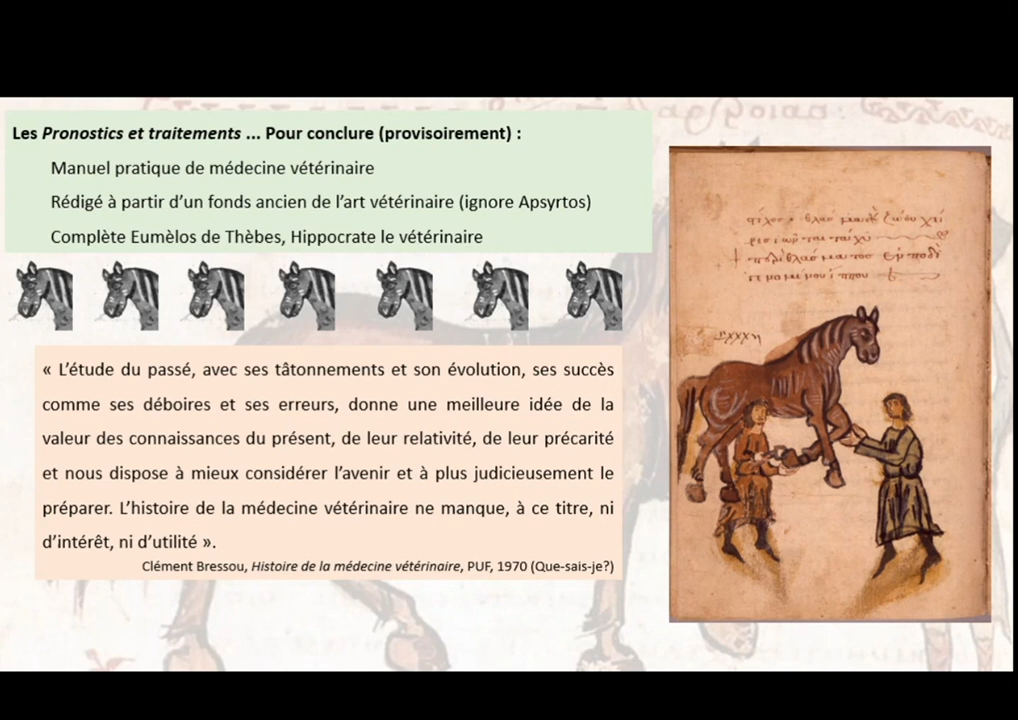 Les Pronostics et traitements ... Pour conclure (provisoirement) :
Manuel pratique de médecine vétérinaire
Rédigé à partir d’un fonds ancien de l’art vétérinaire (ignore Apsyrtos)
Complète Eumèlos de Thèbes, Hippocrate le vétérinaire
« L’étude du passé, avec ses tâtonnements et son évolution, ses succès
comme ses déboires et ses erreurs, donne une meilleure idée de la
valeur des connaissances du présent, de leur relativité, de leur précarité
et nous dispose à mieux considérer l’avenir et à plus judicieusement le
préparer. L’histoire de la médecine vétérinaire ne manque, à ce titre, ni
d’intérêt, ni d’utilité ».
Clément Bressou, Histoire de la médecine vétérinaire, PUF, 1970 (Que-sais-je?)